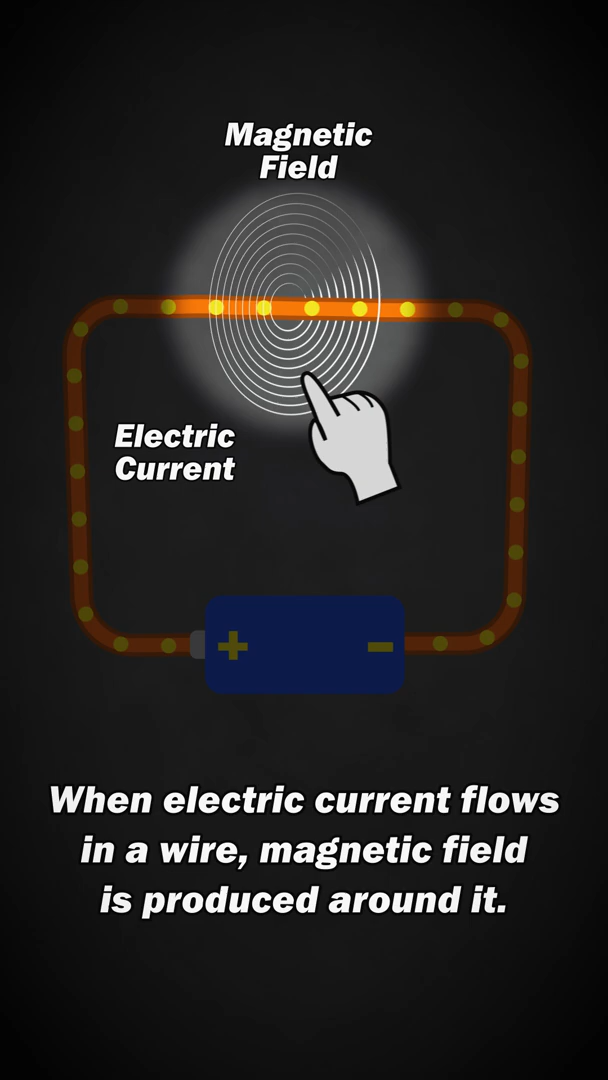 Magnetic
Field
Electric
Current
+ –
When electric current flows
in a wire, magnetic field
is produced around it.